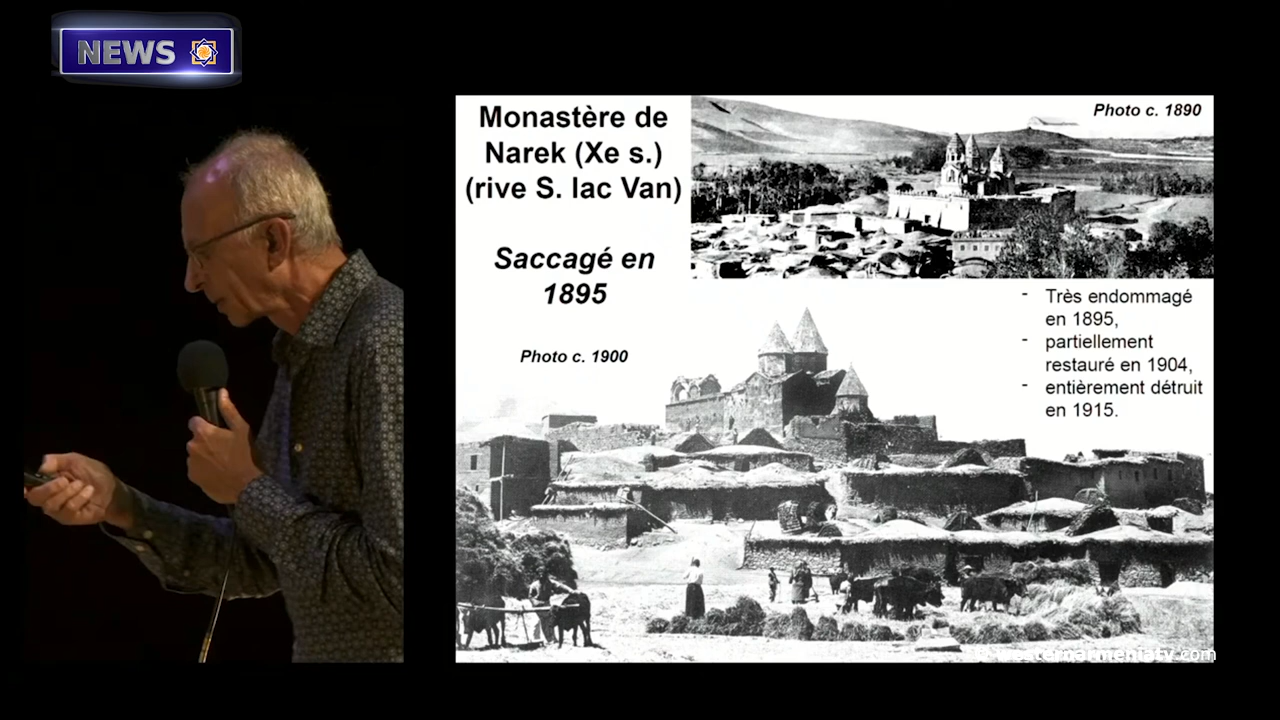 NEWS
Monastère de
Narek (Xe s.)
(rive S. lac Van)
Saccagé en
1895
Photo c. 1890
Photo c. 1900
- Très endommagé
en 1895,
- partiellement
restauré en 1904,
- entièrement détruit
en 1915.